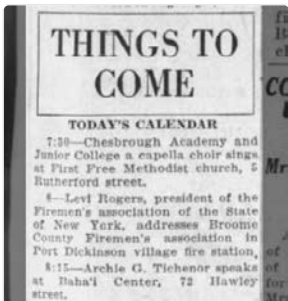 THINGS TO
COME
TODAY'S CALENDAR
7:30—Chesbrough Academy and
Junior College a capella choir sings
at First Free Methodist church, 5
Rutherford street.
8—Levi Rogers, president of the
Firemen's association of the State
of New York, addresses Broome
County Firemen's association in
Port Dickinson village fire station.
8:15—Archie G. Tichenor speaks
at Baha'i Center, 72 Hawley
street.